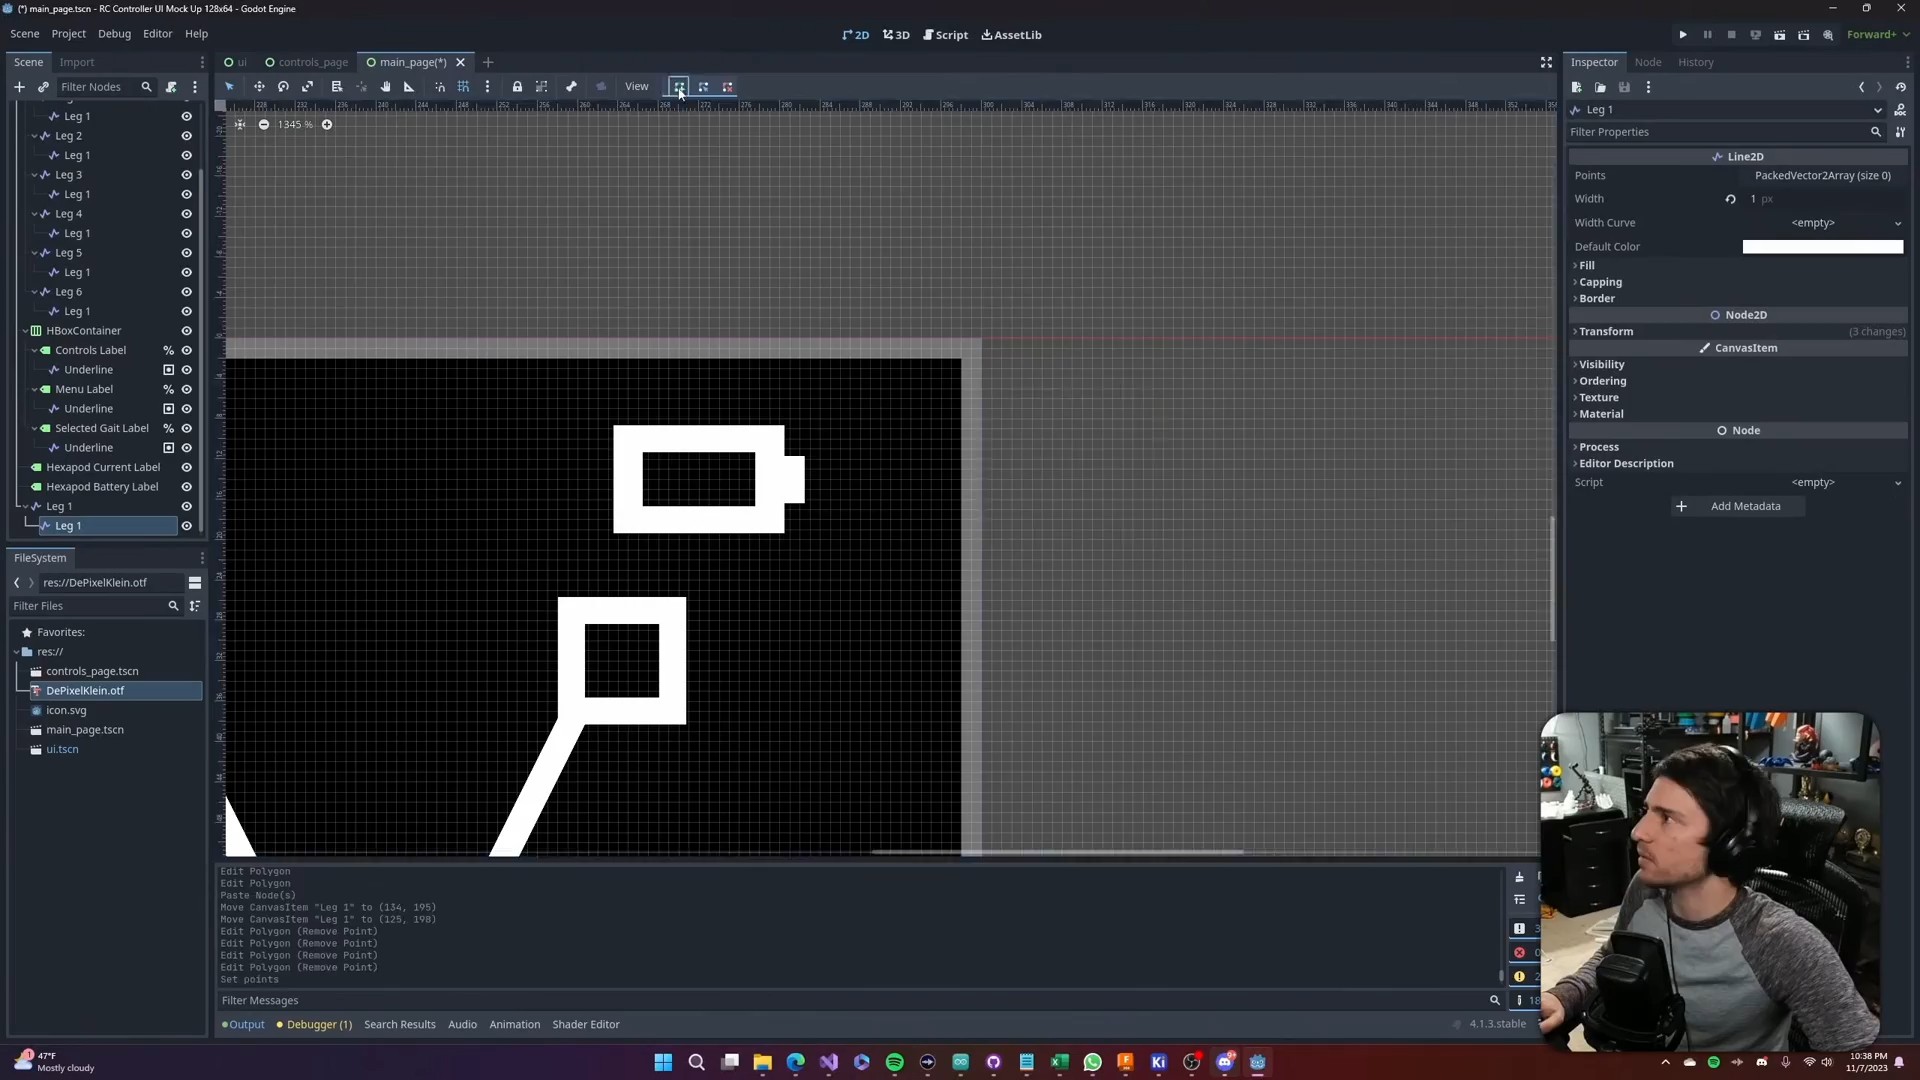 (*) main_page.tscn - RC Controller UI Mock Up 128x64 - Godot Engine
Scene Project Debug Editor Help
2D 3D Script AssetLib
Forward+
Scene Import
ui controls_page main_page(*)
Inspector Node History
Filter Nodes
View
1345 %
Leg 1
Leg 2
Leg 1
Leg 3
Leg 1
Leg 4
Leg 1
Leg 5
Leg 1
Leg 6
Leg 1
HBoxContainer
Controls Label
Underline
Menu Label
Underline
Selected Gait Label
Underline
Hexapod Current Label
Hexapod Battery Label
Leg 1
Leg 1
FileSystem
res://DePixelKlein.otf
Filter Files
Favorites:
res://
controls_page.tscn
DePixelKlein.otf
icon.svg
main_page.tscn
ui.tscn
Leg 1
Filter Properties
Line2D
Points PackedVector2Array (size 0)
Width 1 px
Width Curve <empty>
Default Color
Fill
Capping
Border
Node2D
Transform (3 changes)
CanvasItem
Visibility
Ordering
Texture
Material
Node
Process
Editor Description
Script <empty>
Add Metadata
Edit Polygon
Edit Polygon
Paste Node(s)
Move CanvasItem "Leg 1" to (134, 195)
Move CanvasItem "Leg 1" to (125, 198)
Edit Polygon (Remove Point)
Edit Polygon (Remove Point)
Edit Polygon (Remove Point)
Edit Polygon (Remove Point)
Set points
Filter Messages
Output Debugger (1) Search Results Audio Animation Shader Editor
4.1.3.stable
47°F
Mostly cloudy
10:38 PM
11/7/2023